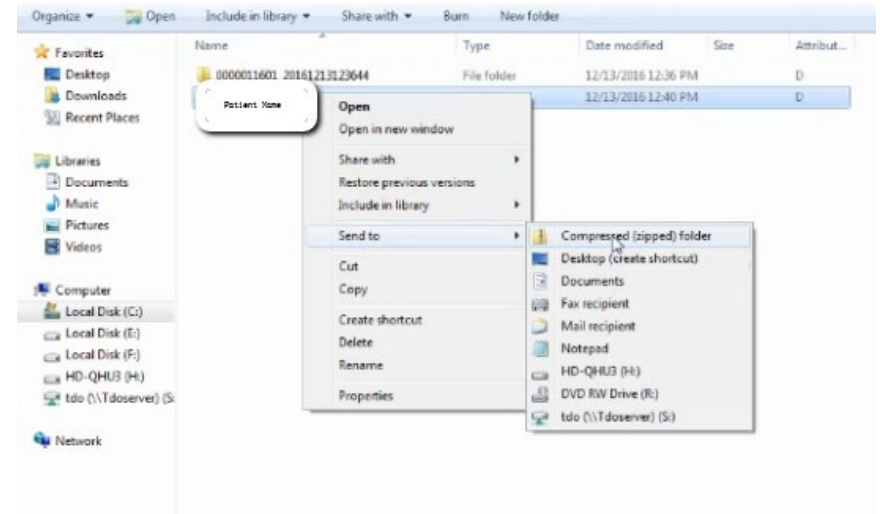 Organize Open Include in library Share with Burn New folder
Favorites
Desktop
Downloads
Recent Places
Libraries
Documents
Music
Pictures
Videos
Computer
Local Disk (C:)
Local Disk (E:)
Local Disk (F:)
HD-QHU3 (H:)
tdo (\\Tdoserver) (S:
Network
Name Type Date modified Size Attribut...
0000011601_20161213123644 File folder 12/13/2016 12:36 PM D
Patient Name 12/13/2016 12:40 PM D
Open
Open in new window
Share with
Restore previous versions
Include in library
Send to
Cut
Copy
Create shortcut
Delete
Rename
Properties
Compressed (zipped) folder
Desktop (create shortcut)
Documents
Fax recipient
Mail recipient
Notepad
HD-QHU3 (H:)
DVD RW Drive (R:)
tdo (\\Tdoserver) (S:)